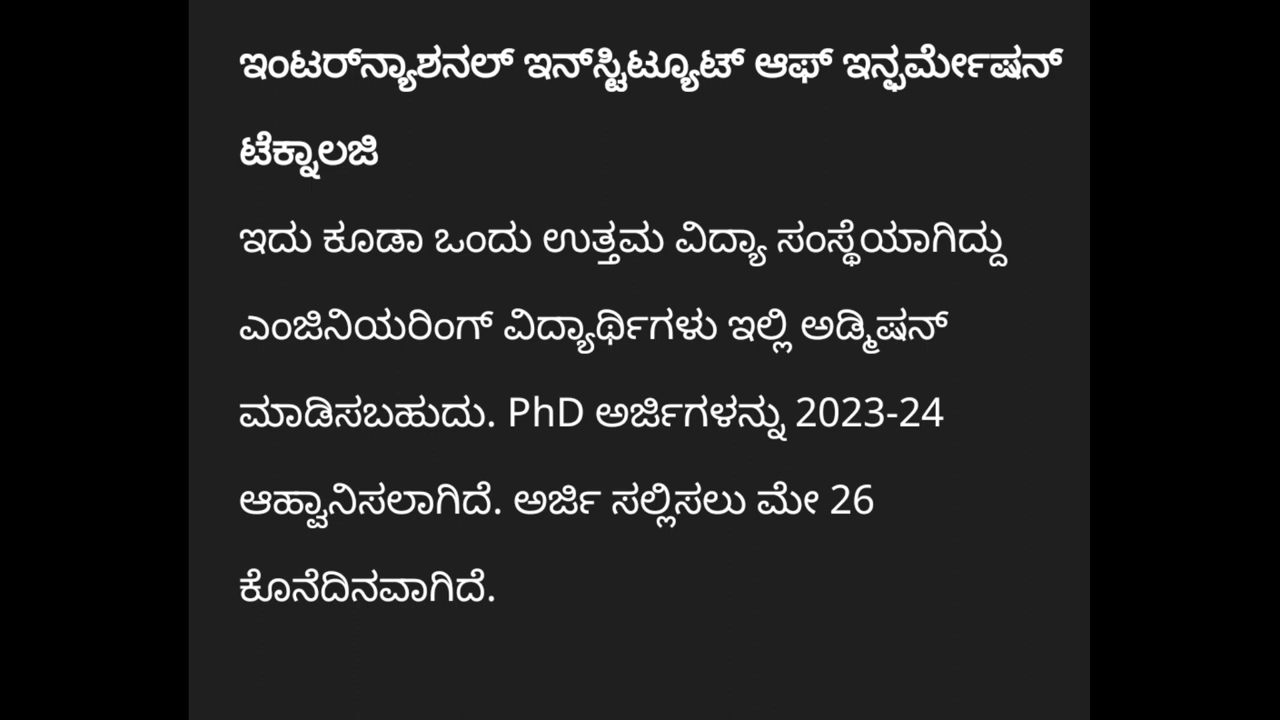 ಇಂಟರ್‌ನ್ಯಾಶನಲ್ ಇನ್‌ಸ್ಟಿಟ್ಯೂಟ್ ಆಫ್ ಇನ್ಫರ್ಮೇಷನ್
ಟೆಕ್ನಾಲಜಿ
ಇದು ಕೂಡಾ ಒಂದು ಉತ್ತಮ ವಿದ್ಯಾ ಸಂಸ್ಥೆಯಾಗಿದ್ದು
ಎಂಜಿನಿಯರಿಂಗ್ ವಿದ್ಯಾರ್ಥಿಗಳು ಇಲ್ಲಿ ಅಡ್ಮಿಷನ್
ಮಾಡಿಸಬಹುದು. PhD ಅರ್ಜಿಗಳನ್ನು 2023-24
ಆಹ್ವಾನಿಸಲಾಗಿದೆ. ಅರ್ಜಿ ಸಲ್ಲಿಸಲು ಮೇ 26
ಕೊನೆದಿನವಾಗಿದೆ.